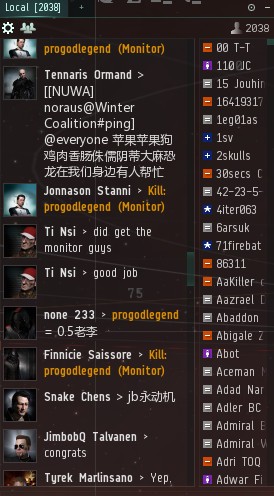 Local [2038]
2038
progodlegend (Monitor)
Tennaris Ormand >
[[NUWA]
noraus@Winter
Coalition#ping]
@everyone 苹果苹果狗
鸡肉香肠侏儒阴蒂大麻恐
龙在我们身边有人帮忙
Jonnason Stanni > Kill:
progodlegend (Monitor)
Ti Nsi > did get the
monitor guys
Ti Nsi > good job
75
none 233 > progodlegend
= 0.5老李
Finnicie Saissore > Kill:
progodlegend (Monitor)
Snake Chens > jb永动机
JimbobQ Talvanen >
congrats
Tyrek Marlinsano > Yep,
00 T-T
15 Jouhin
16419317
1eg01as
1sv
2skulls
30secs C
42-23-5-
4iter063
6arsuk
71firebat
86311
AaKiller
Aazrael D
Abaddon
Abigale Z
Abot
Aceman M
Adad Nar
Adler BC
Admiral
Admiral V
Adri TOQ
Adwar Fi